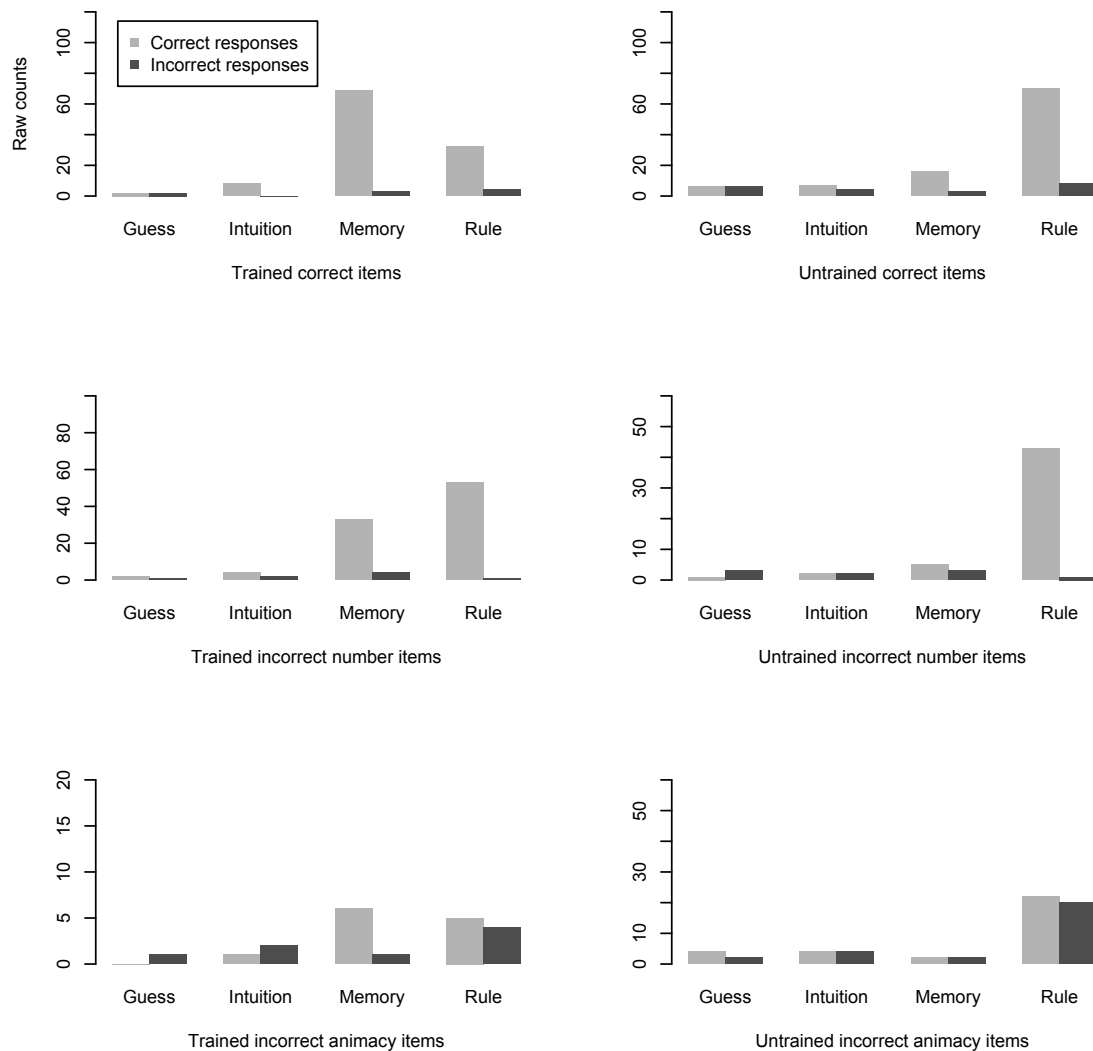 Correct responses
Incorrect responses
Raw counts
0
20
60
100
Guess Intuition Memory Rule
Trained correct items
0
20
60
100
Guess Intuition Memory Rule
Untrained correct items
0
20
40
60
80
Guess Intuition Memory Rule
Trained incorrect number items
0
10
30
50
Guess Intuition Memory Rule
Untrained incorrect number items
0
5
10
15
20
Guess Intuition Memory Rule
Trained incorrect animacy items
0
10
30
50
Guess Intuition Memory Rule
Untrained incorrect animacy items